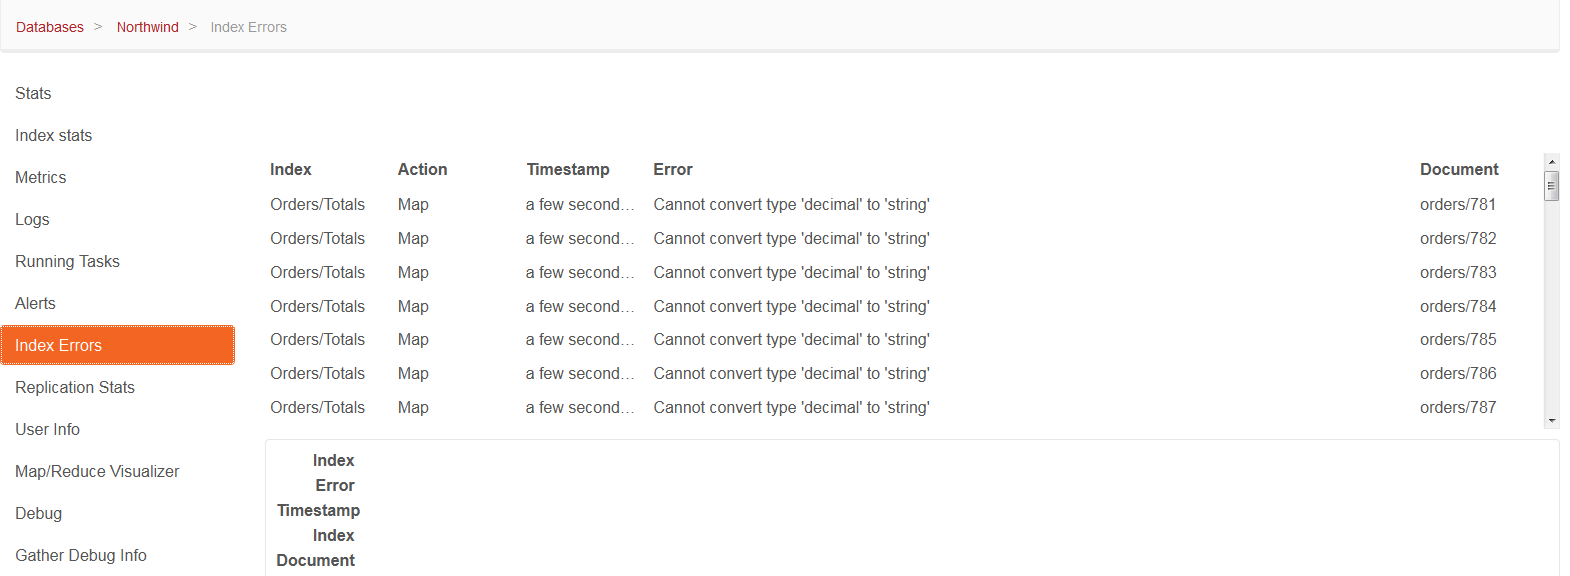 Databases > Northwind > Index Errors
Stats
Index stats
Metrics
Logs
Running Tasks
Alerts
Index Errors
Replication Stats
User Info
Map/Reduce Visualizer
Debug
Gather Debug Info
Index Action Timestamp Error Document
Orders/Totals Map a few second... Cannot convert type 'decimal' to 'string' orders/781
Orders/Totals Map a few second... Cannot convert type 'decimal' to 'string' orders/782
Orders/Totals Map a few second... Cannot convert type 'decimal' to 'string' orders/783
Orders/Totals Map a few second... Cannot convert type 'decimal' to 'string' orders/784
Orders/Totals Map a few second... Cannot convert type 'decimal' to 'string' orders/785
Orders/Totals Map a few second... Cannot convert type 'decimal' to 'string' orders/786
Orders/Totals Map a few second... Cannot convert type 'decimal' to 'string' orders/787
Index
Error
Timestamp
Index
Document